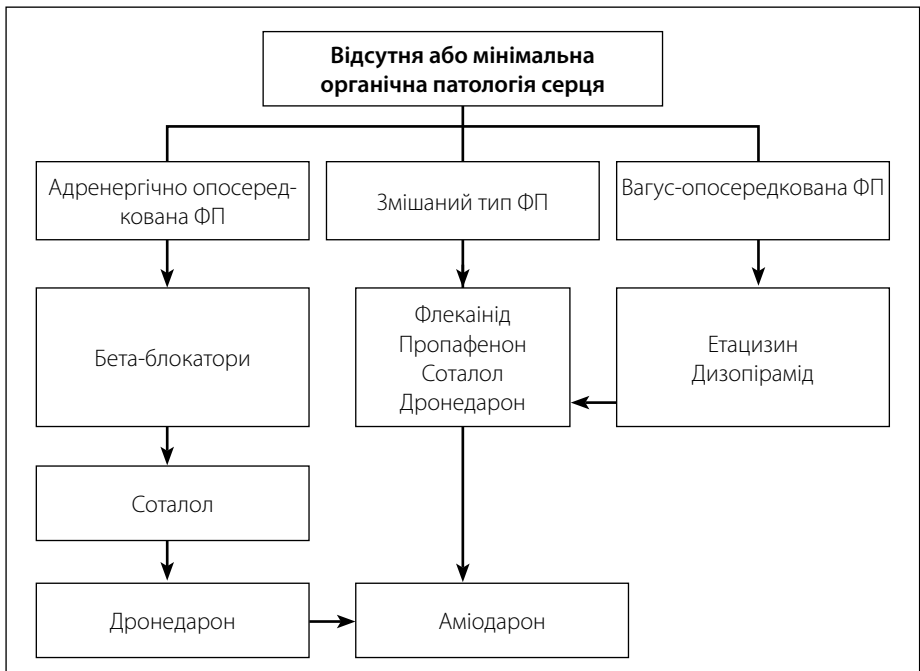 Відсутня або мінімальна
органічна патологія серця
Адренергічно опосеред-
кована ФП
Змішаний тип ФП
Вагус-опосередкована ФП
Бета-блокатори
Флекаінід
Пропафенон
Соталол
Дронедарон
Етацизин
Дизопірамід
Соталол
Дронедарон
Аміодарон